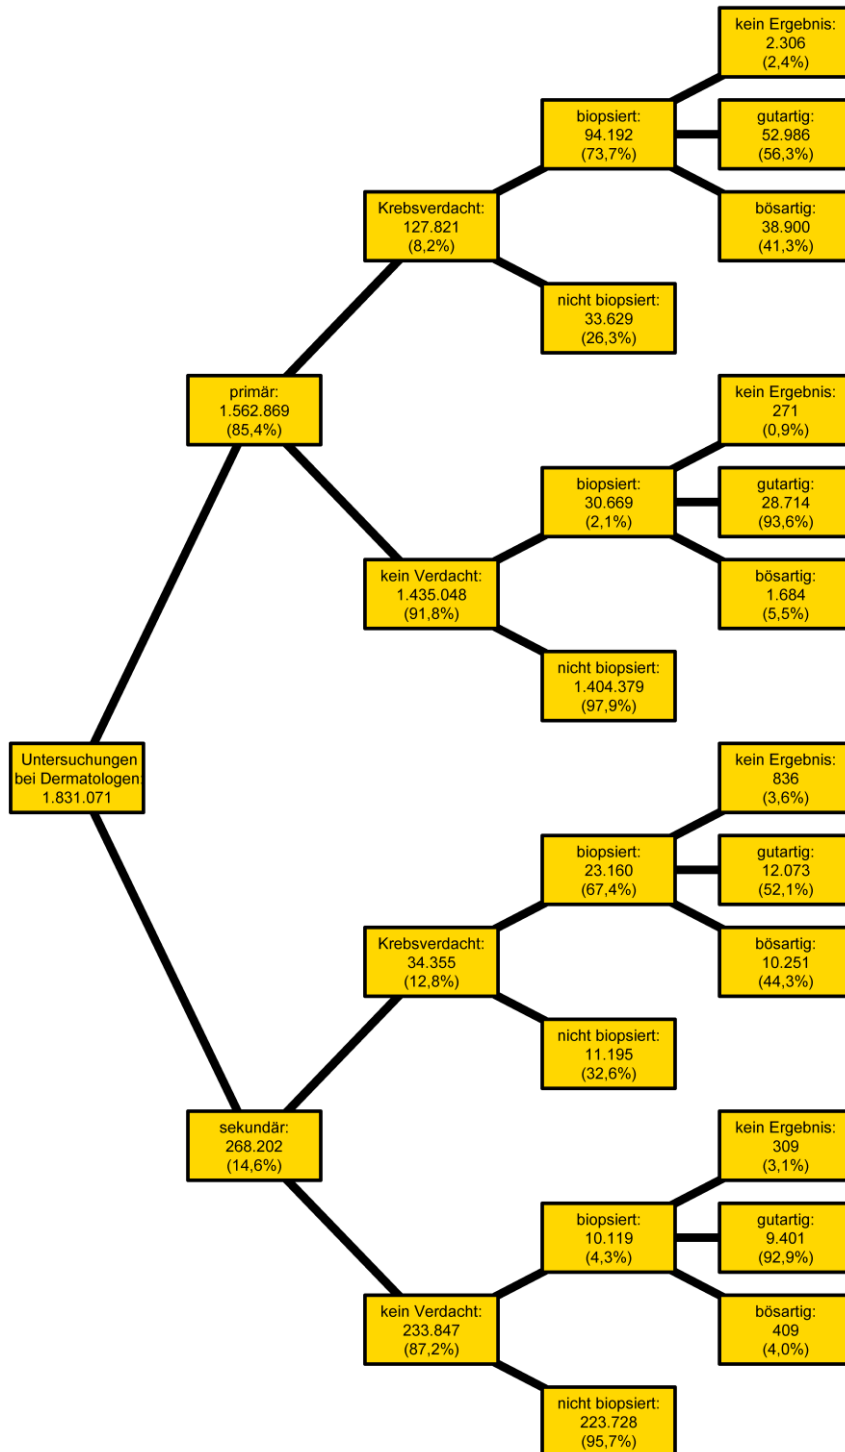 kein Ergebnis:
2.306
(2,4%)
biopsiert:
94.192
(73,7%)
gutartig:
52.986
(56,3%)
Krebsverdacht:
127.821
(8,2%)
bösartig:
38.900
(41,3%)
nicht biopsiert:
33.629
(26,3%)
primär:
1.562.869
(85,4%)
kein Ergebnis:
271
(0,9%)
biopsiert:
30.669
(2,1%)
gutartig:
28.714
(93,6%)
kein Verdacht:
1.435.048
(91,8%)
bösartig:
1.684
(5,5%)
nicht biopsiert:
1.404.379
(97,9%)
Untersuchungen
bei Dermatologen:
1.831.071
kein Ergebnis:
836
(3,6%)
biopsiert:
23.160
(67,4%)
gutartig:
12.073
(52,1%)
Krebsverdacht:
34.355
(12,8%)
bösartig:
10.251
(44,3%)
nicht biopsiert:
11.195
(32,6%)
sekundär:
268.202
(14,6%)
kein Ergebnis:
309
(3,1%)
biopsiert:
10.119
(4,3%)
gutartig:
9.401
(92,9%)
kein Verdacht:
233.847
(87,2%)
bösartig:
409
(4,0%)
nicht biopsiert:
223.728
(95,7%)